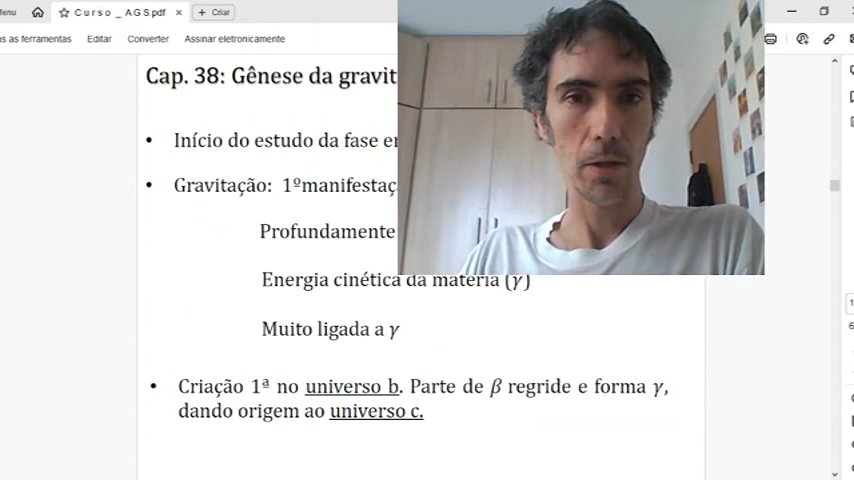 Menu
Curso _ AGS.pdf
Criar
as as ferramentas Editar Converter Assinar eletronicamente
Cap. 38: Gênese da gravit
• Início do estudo da fase en
• Gravitação: 1ºmanifestaç
Profundamente
Energia cinética da matéria (γ)
Muito ligada a γ
• Criação 1ª no universo b. Parte de β regride e forma γ,
dando origem ao universo c.